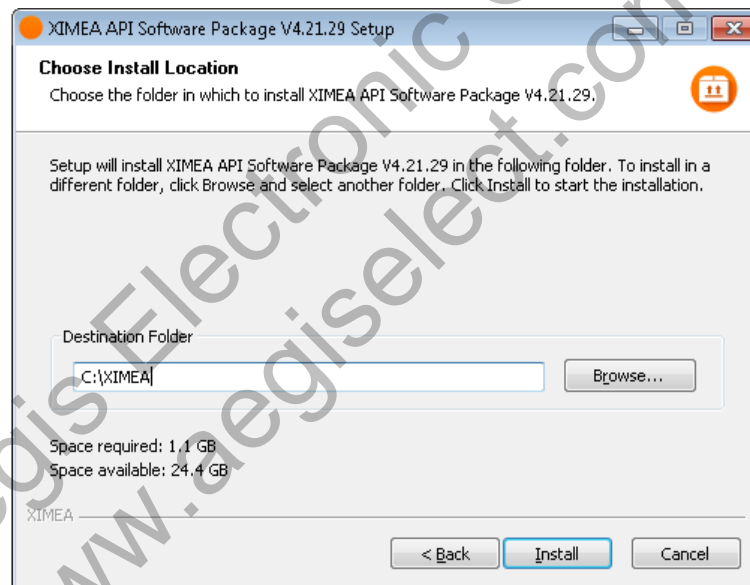 XIMEA API Software Package V4.21.29 Setup
Choose Install Location
Choose the folder in which to install XIMEA API Software Package V4.21.29.
Setup will install XIMEA API Software Package V4.21.29 in the following folder. To install in a
different folder, click Browse and select another folder. Click Install to start the installation.
Destination Folder
C:\XIMEA
Browse...
Space required: 1.1 GB
Space available: 24.4 GB
XIMEA
< Back
Install
Cancel
Electronic
www.aegiselect.com